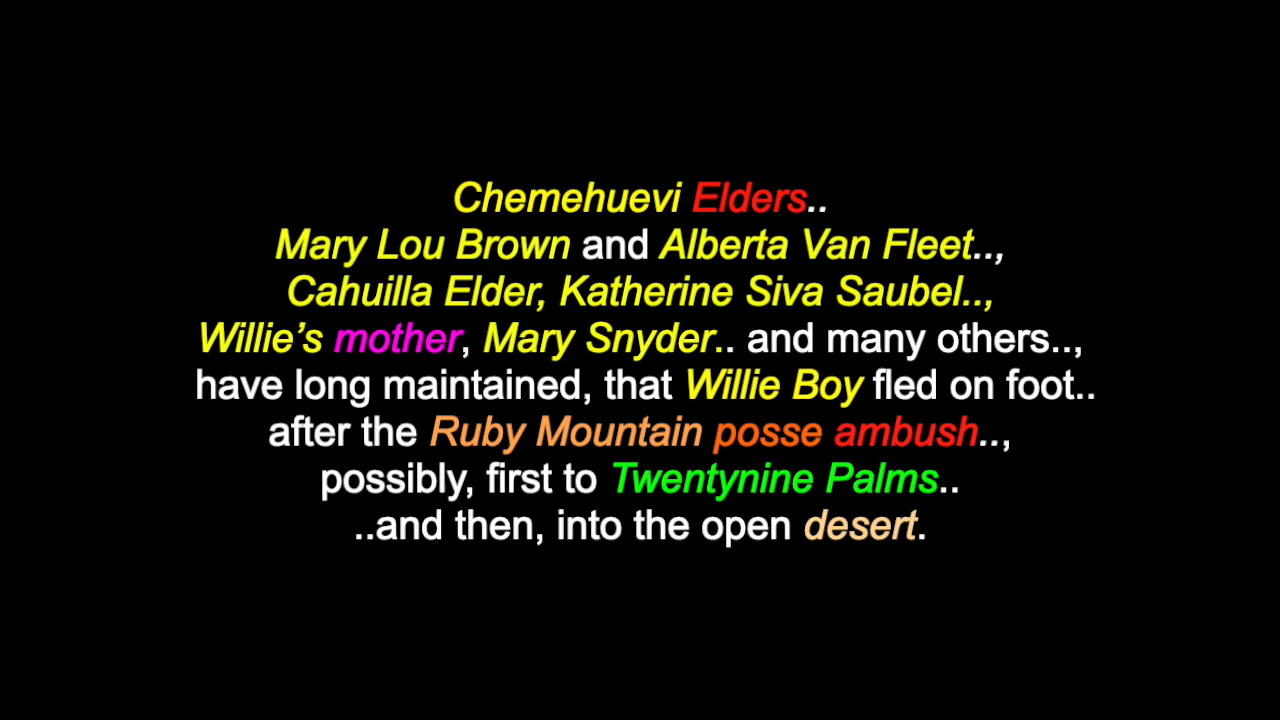 Chemehuevi Elders..
Mary Lou Brown and Alberta Van Fleet..,
Cahuilla Elder, Katherine Siva Saubel..,
Willie’s mother, Mary Snyder.. and many others..,
have long maintained, that Willie Boy fled on foot..
after the Ruby Mountain posse ambush..,
possibly, first to Twentynine Palms..
..and then, into the open desert.